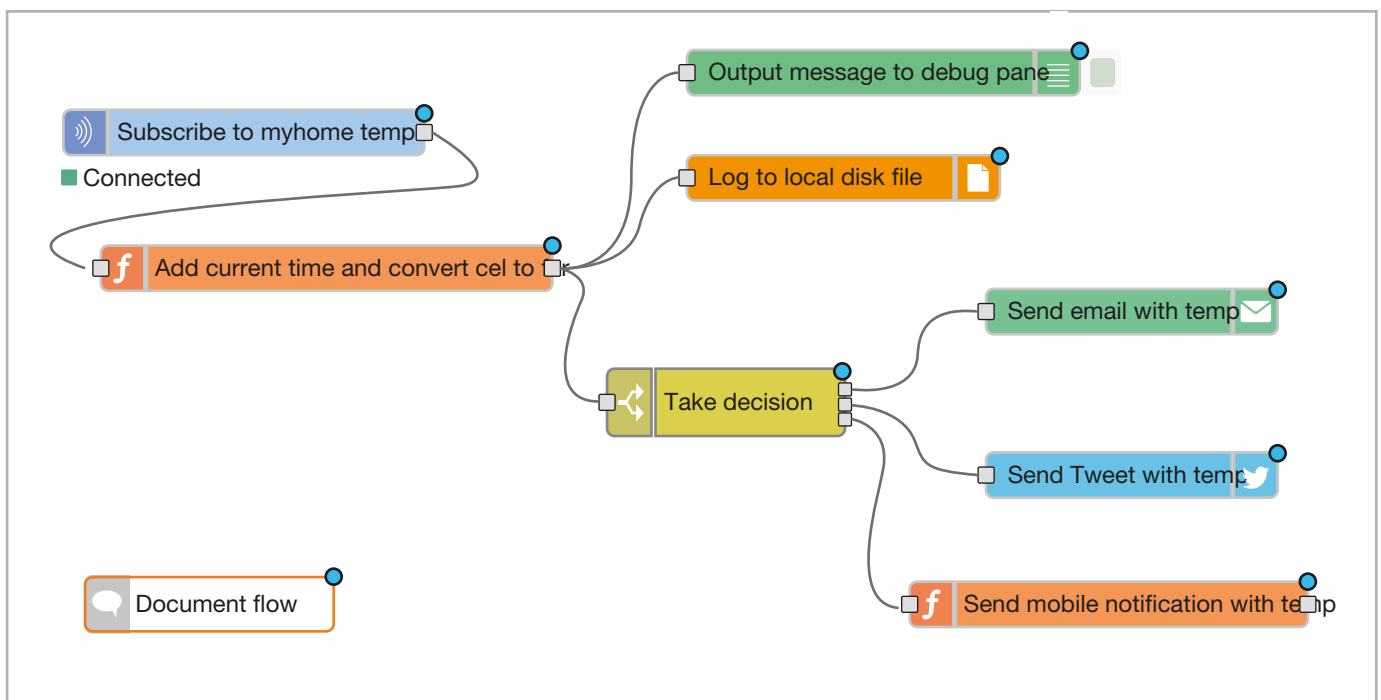 Output message to debug pane
Subscribe to myhome temp
Connected
Log to local disk file
f Add current time and convert cel to
Send email with temp
Take decision
Send Tweet with temp
Document flow
f Send mobile notification with temp